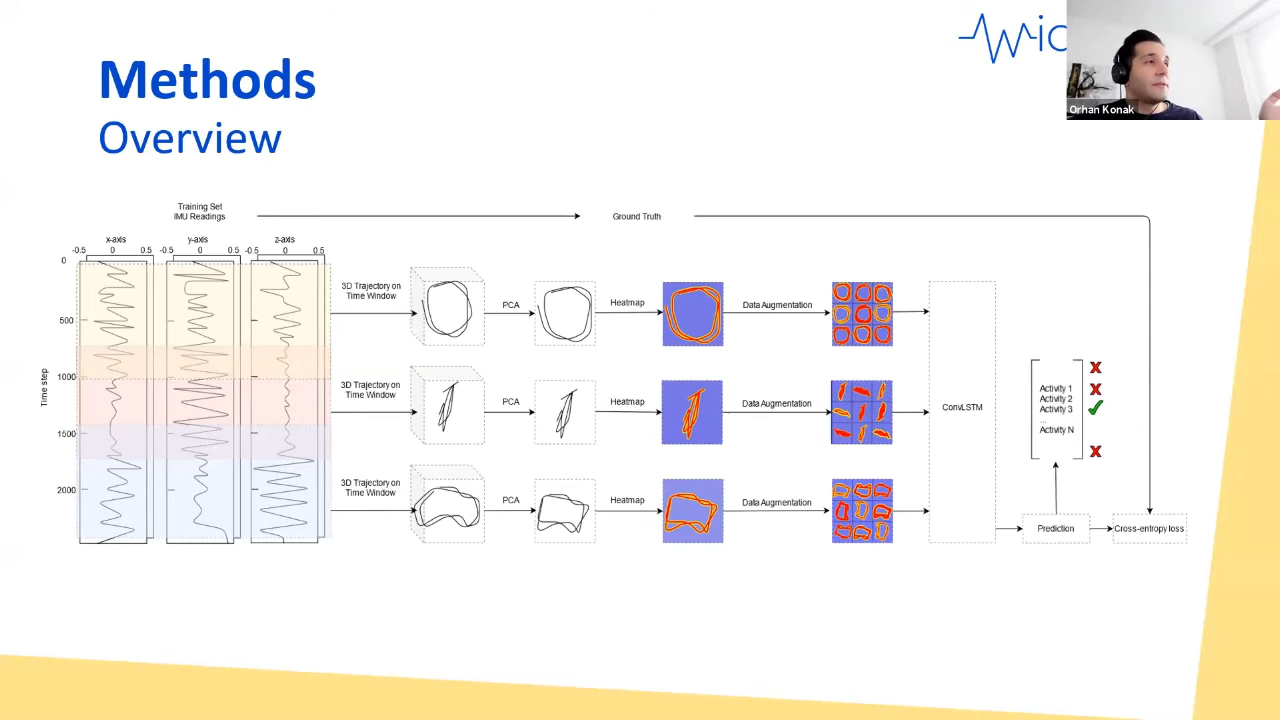 Methods
Overview
Orhan Konak
Training Set
IMU Readings
Ground Truth
x-axis
y-axis
z-axis
-0.5
0
0.5
-0.5
0
0.5
-0.5
0
0.5
0
500
1000
1500
2000
Time step
3D Trajectory on
Time Window
PCA
Heatmap
Data Augmentation
3D Trajectory on
Time Window
PCA
Heatmap
Data Augmentation
3D Trajectory on
Time Window
PCA
Heatmap
Data Augmentation
ConvLSTM
Activity 1
Activity 2
Activity 3
...
Activity N
Prediction
Cross-entropy loss